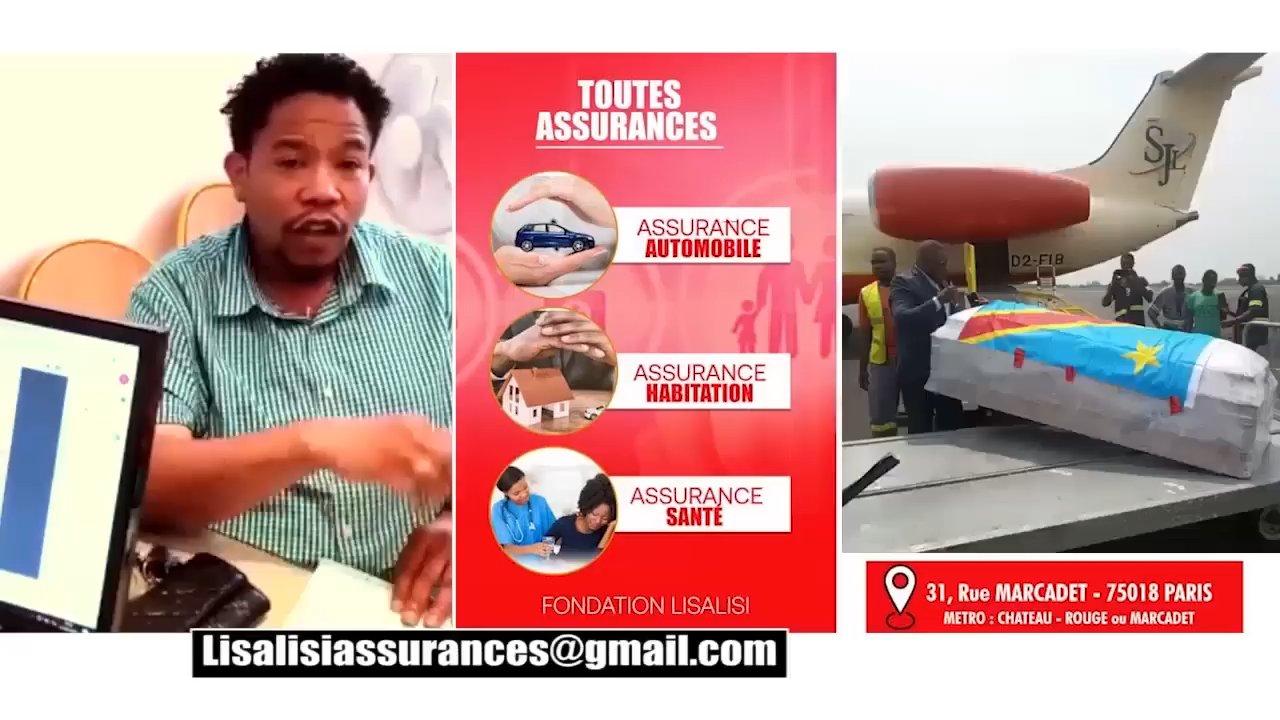 TOUTES
ASSURANCES
ASSURANCE
AUTOMOBILE
ASSURANCE
HABITATION
ASSURANCE
SANTÉ
FONDATION LISALISI
Lisalisiassurances@gmail.com
SJL
D2-FIB
31, Rue MARCADET - 75018 PARIS
METRO : CHATEAU - ROUGE ou MARCADET